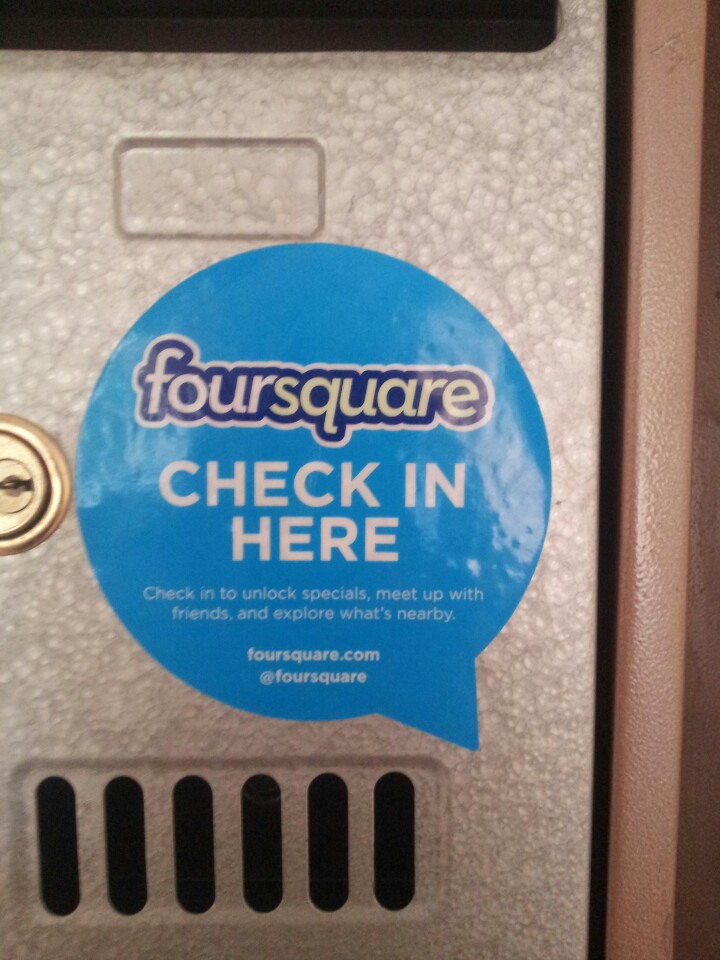 foursquare
CHECK IN
HERE
Check in to unlock specials, meet up with
friends, and explore what's nearby.
foursquare.com
@foursquare